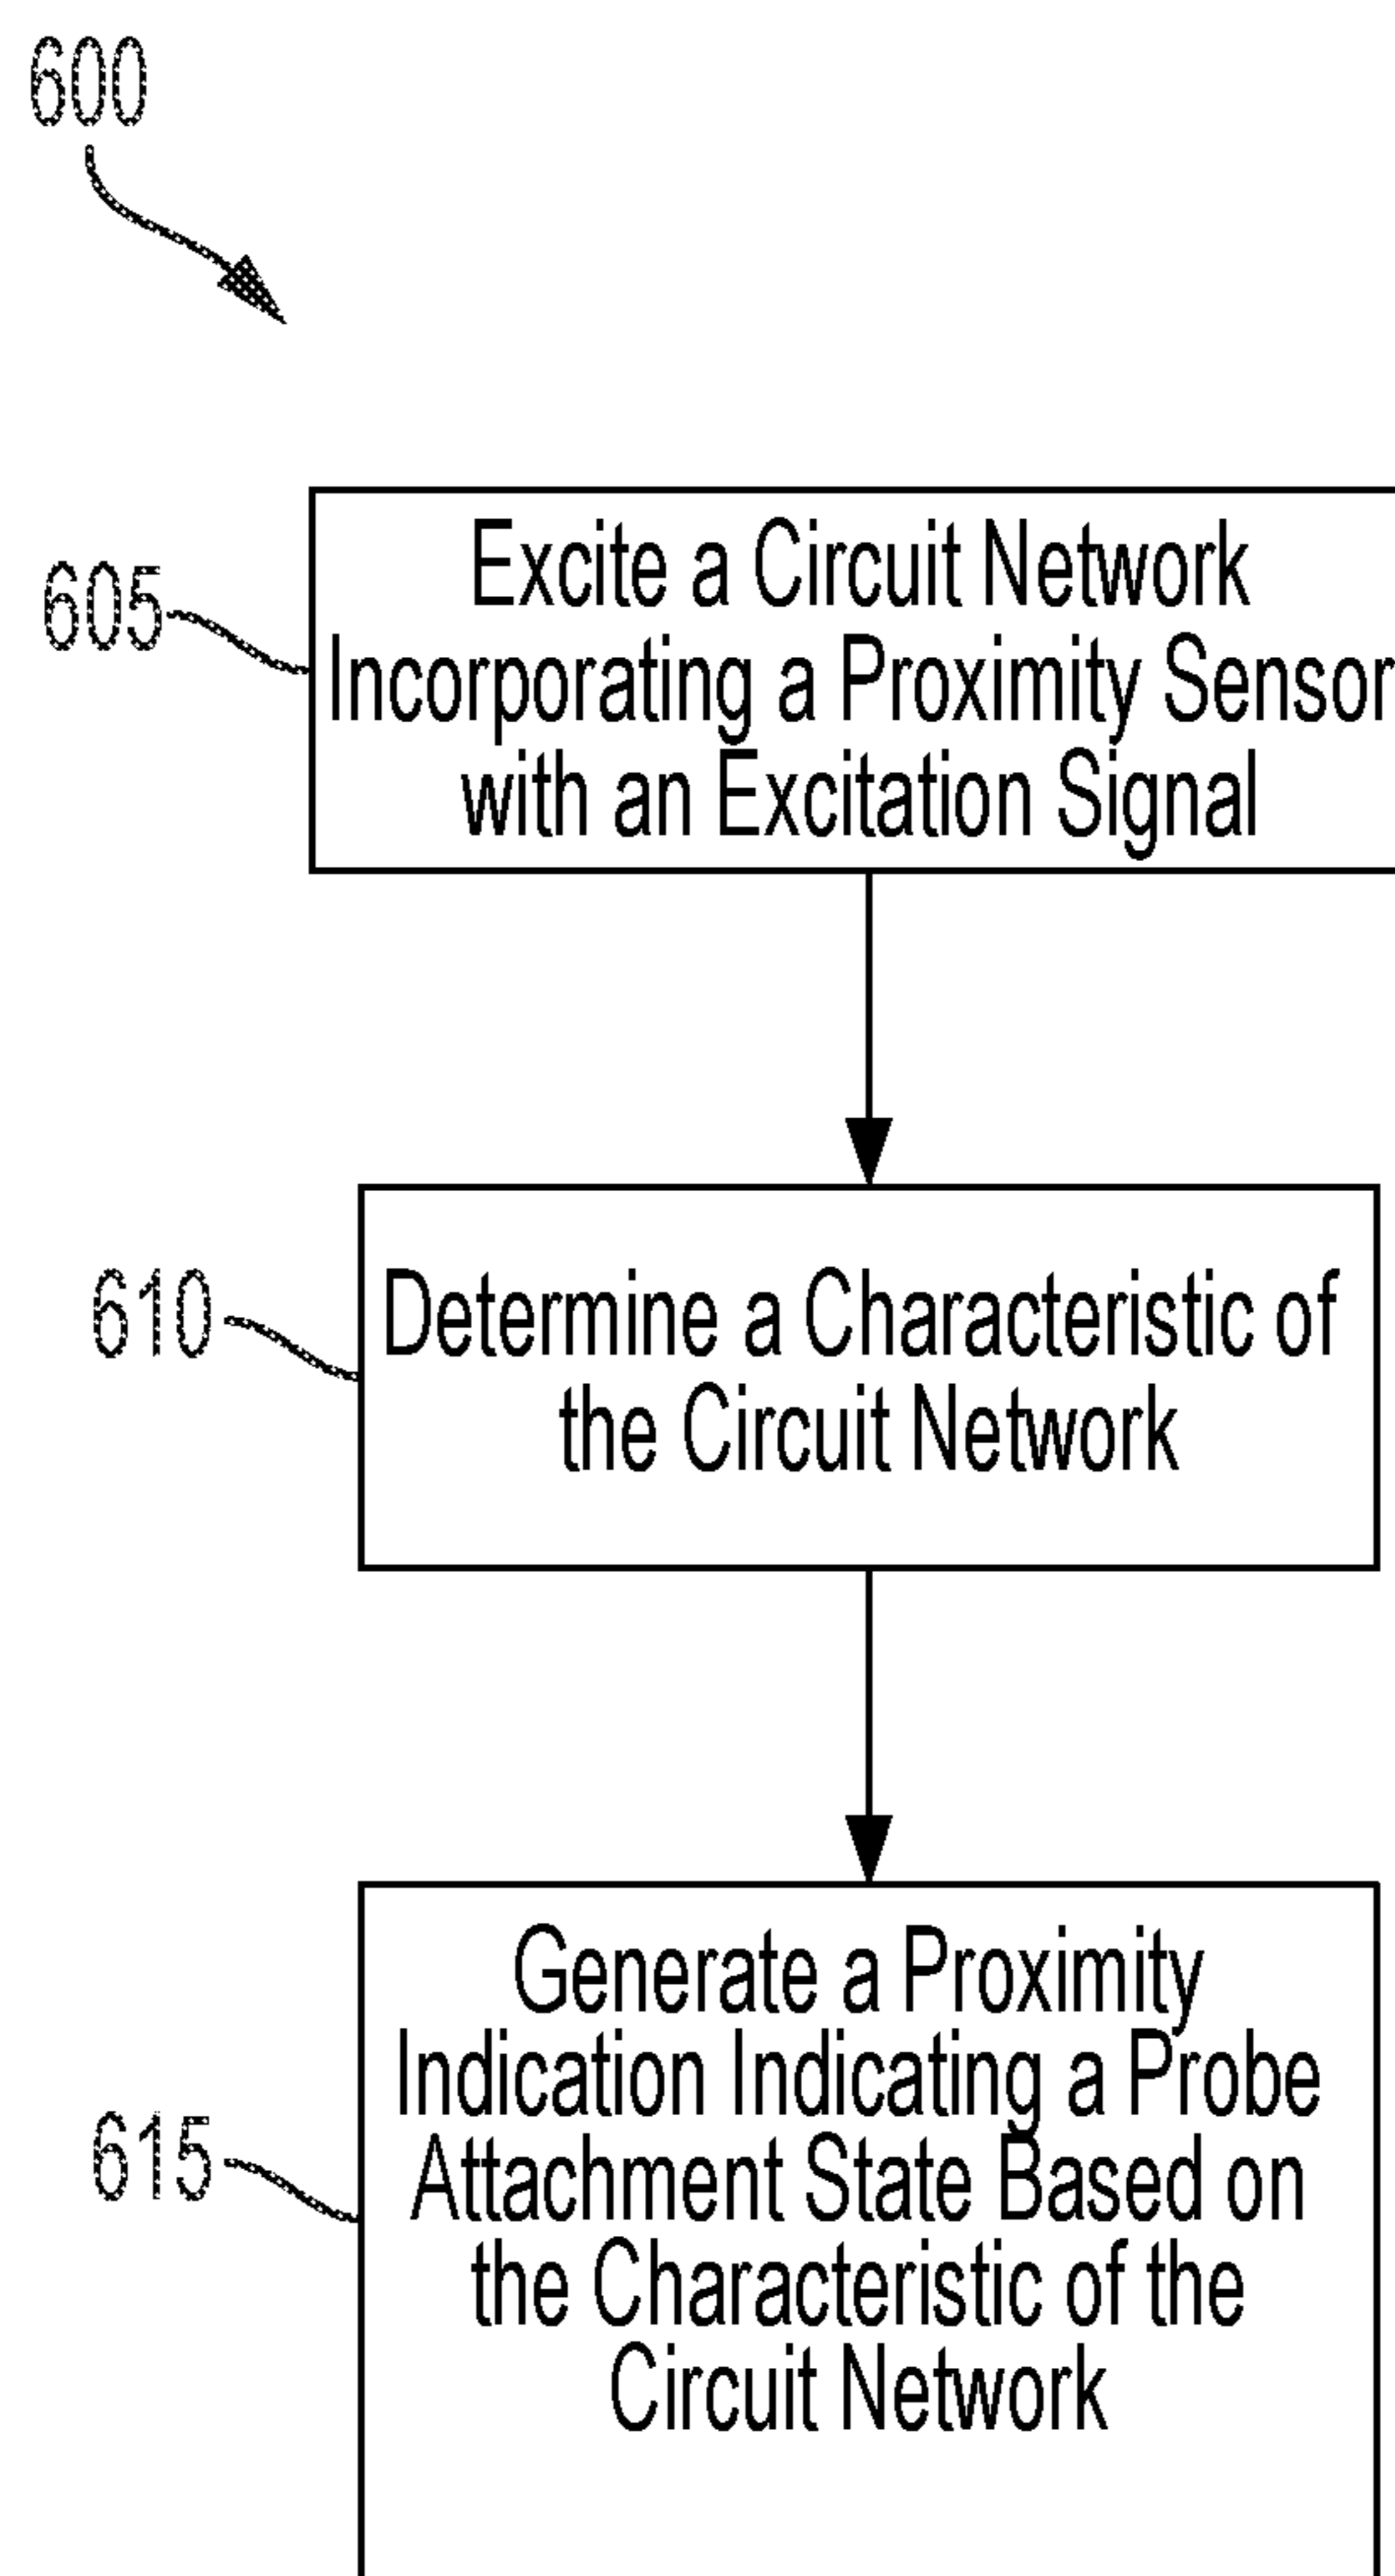 600
605
Excite a Circuit Network
Incorporating a Proximity Sensor
with an Excitation Signal
610
Determine a Characteristic of
the Circuit Network
615
Generate a Proximity
Indication Indicating a Probe
Attachment State Based on
the Characteristic of the
Circuit Network